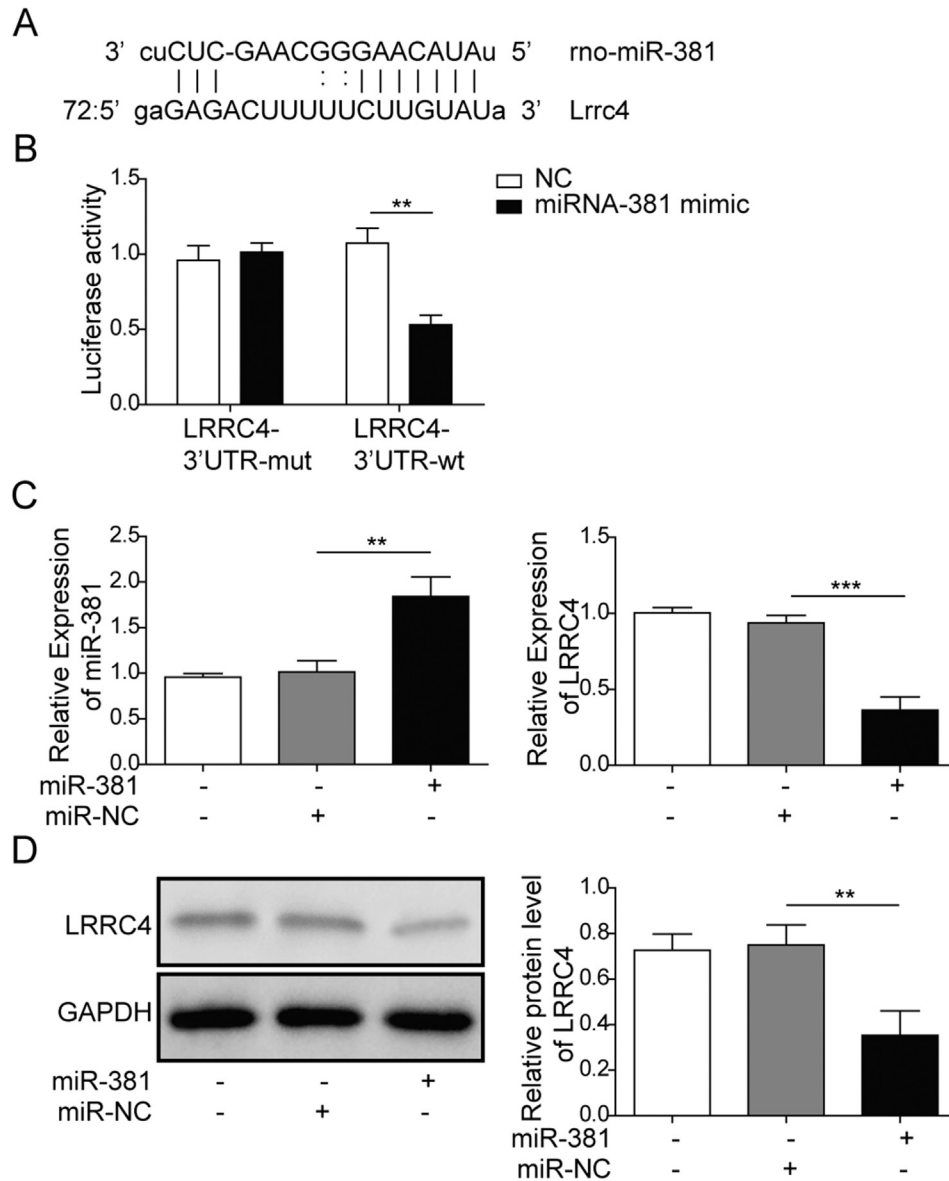 A
3’ cuCUC-GAACGGGAACAUAu 5’ rno-miR-381
72:5’ gaGAGACUUUUUCUUGUAUa 3’ Lrrc4
B
NC
miRNA-381 mimic
Luciferase activity
1.5
1.0
0.5
0.0
**
LRRC4-
3’UTR-mut
LRRC4-
3’UTR-wt
C
Relative Expression
of miR-381
2.5
2.0
1.5
1.0
0.5
0.0
**
miR-381 - - +
miR-NC - + -
Relative Expression
of LRRC4
1.5
1.0
0.5
0.0
***
- - +
- + -
D
LRRC4
GAPDH
miR-381 - - +
miR-NC - + -
Relative protein level
of LRRC4
1.0
0.8
0.6
0.4
0.2
0.0
**
miR-381 - - +
miR-NC - + -